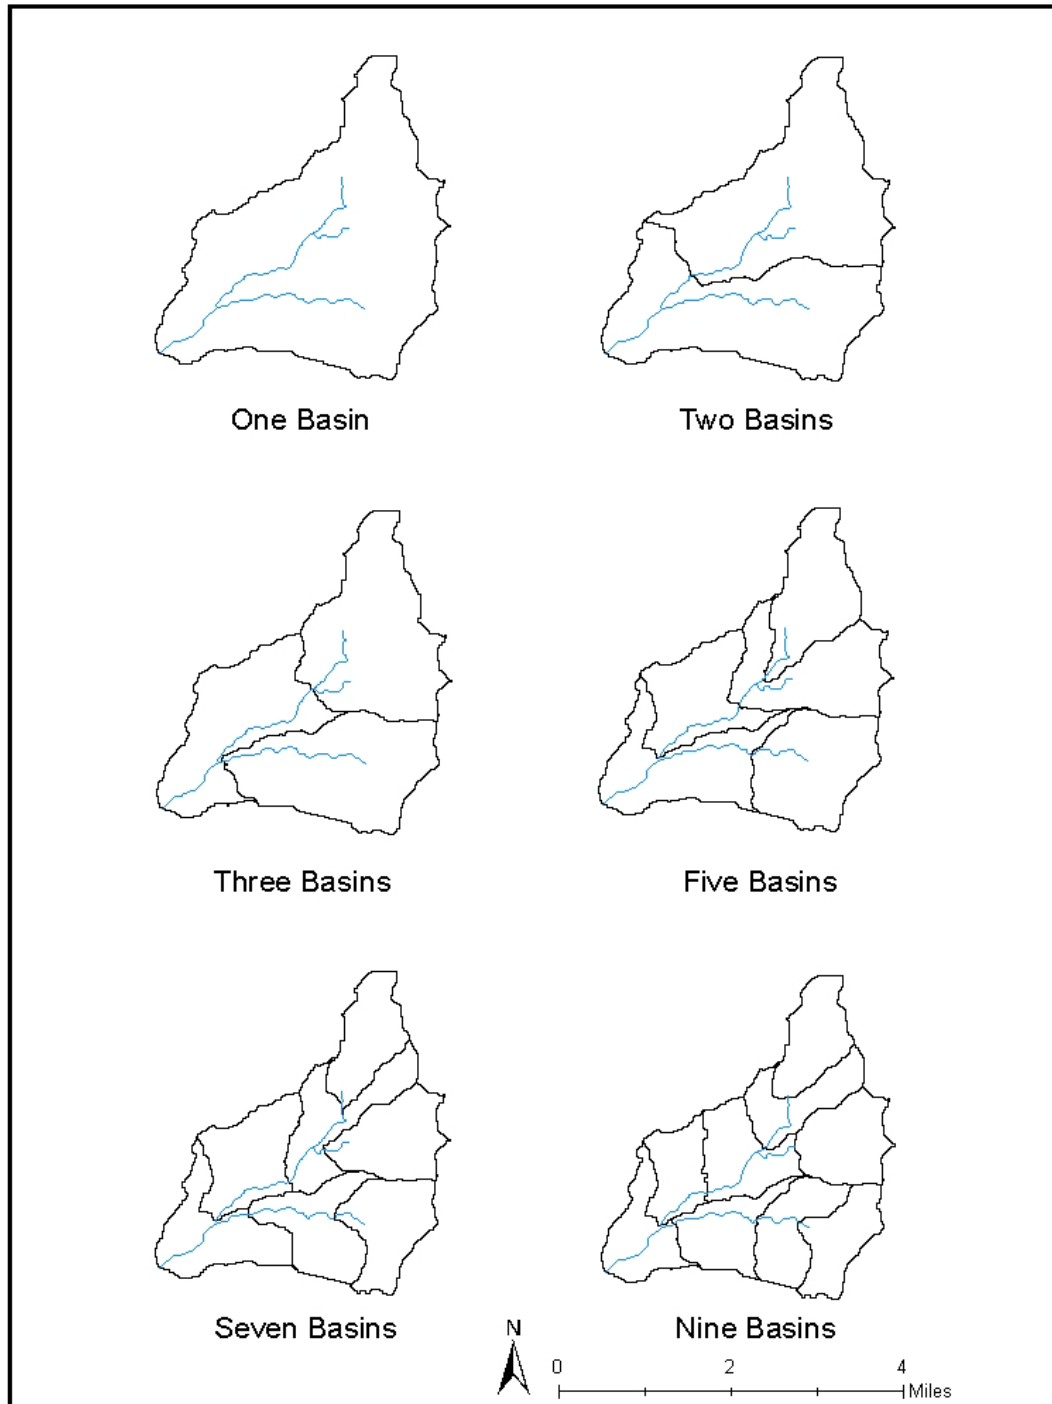 One Basin
Two Basins
Three Basins
Five Basins
Seven Basins
Nine Basins
N
0 2 4
Miles